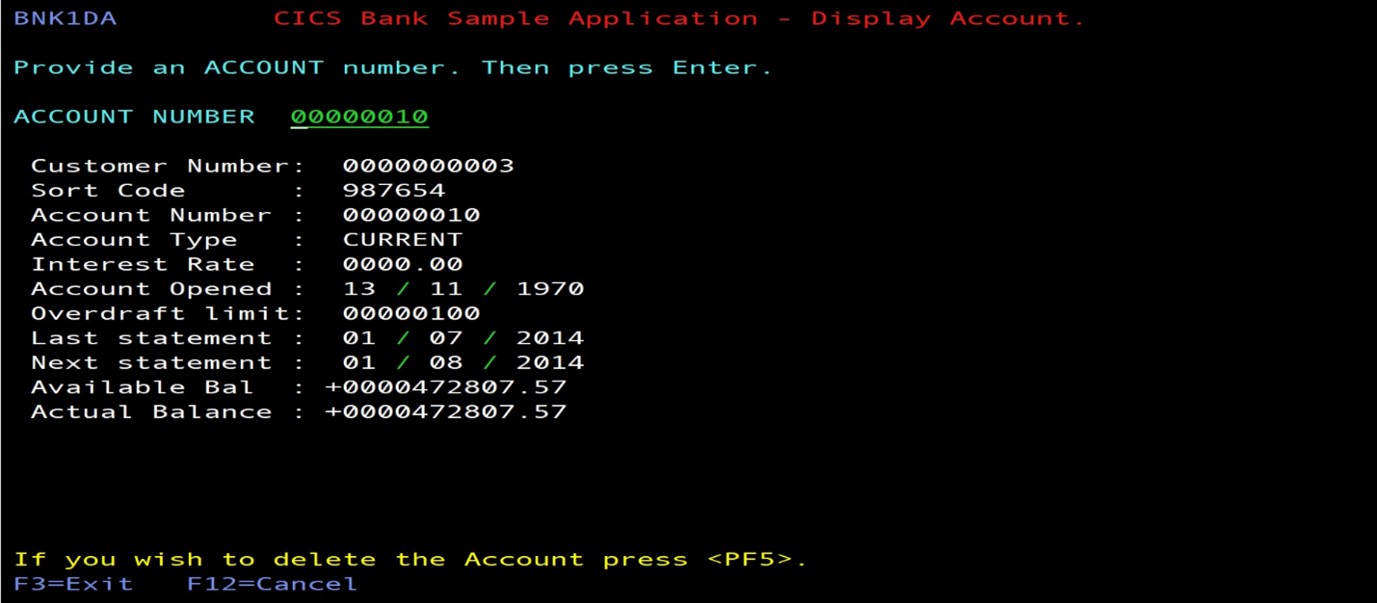 BNK1DA CICS Bank Sample Application - Display Account.
Provide an ACCOUNT number. Then press Enter.
ACCOUNT NUMBER 00000010
Customer Number: 0000000003
Sort Code : 987654
Account Number : 00000010
Account Type : CURRENT
Interest Rate : 0000.00
Account Opened : 13 / 11 / 1970
Overdraft limit: 00000100
Last statement : 01 / 07 / 2014
Next statement : 01 / 08 / 2014
Available Bal : +0000472807.57
Actual Balance : +0000472807.57
If you wish to delete the Account press <PF5>.
F3=Exit F12=Cancel